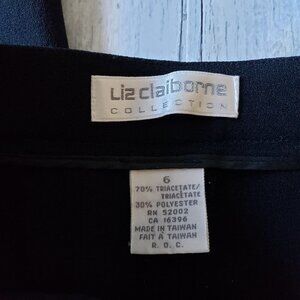 Liz claiborne
COLLECTION
6
70% TRIACETATE/
TRIACÉTATE
30% POLYESTER
RN 52002
CA 16396
MADE IN TAIWAN
FAIT À TAIWAN
R. O. C.